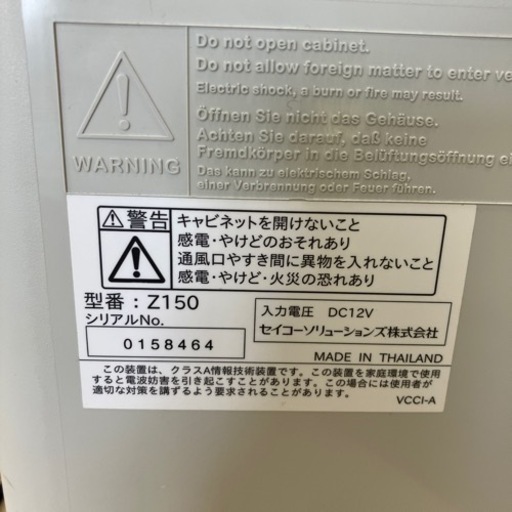 Do not open cabinet.
Do not allow foreign matter to enter
Electric shock, a burn or fire may result.
Öffnen Sie nicht das Gehäuse.
Achten Sie darauf, daß keine
Fremdkörper in die Belüftungsöffnung
Das kann zu elektrischem Schlag,
einer Verbrennung oder Feuer führen.
WARNING
警告
キャビネットを開けないこと
感電・やけどのおそれあり
通風口やすき間に異物を入れないこと
感電・やけど・火災の恐れあり
型番：Z150
シリアルNo.
0158464
入力電圧 DC12V
セイコーソリューションズ株式会社
MADE IN THAILAND
この装置は、クラスA情報技術装置です。この装置を家庭環境で使用
すると電波妨害を引き起こすことがあります。この場合には使用者が
適切な対策を講ずるよう要求されることがあります。
VCCI-A